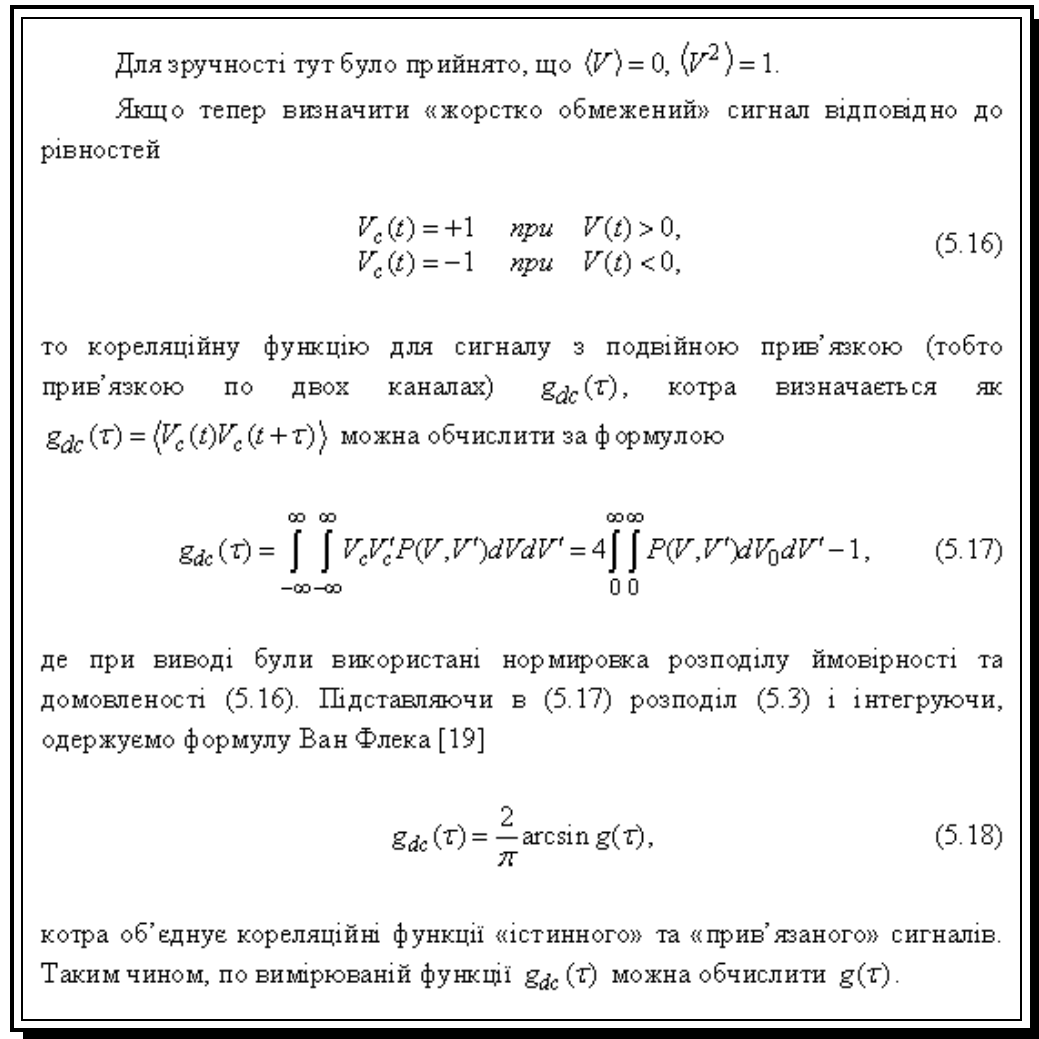 Для зручності тут було прийнято, що ⟨V⟩ = 0, ⟨V²⟩ = 1.
Якщо тепер визначити «жорстко обмежений» сигнал відповідно до
рівностей
V_c(t) = +1 при V(t) > 0,
V_c(t) = −1 при V(t) < 0,
(5.16)
то кореляційну функцію для сигналу з подвійною прив’язкою (тобто
прив’язкою по двох каналах) g_dc(τ), котра визначається як
g_dc(τ) = ⟨V_c(t)V_c(t+τ)⟩ можна обчислити за формулою
g_dc(τ) = ∫_{−∞}^{∞} ∫_{−∞}^{∞} V_c V'_c P(V,V')dVdV' = 4 ∫_0^∞ ∫_0^∞ P(V,V')dV_0 dV' − 1, (5.17)
де при виводі були використані нормировка розподілу ймовірності та
домовленості (5.16). Підставляючи в (5.17) розподіл (5.3) і інтегруючи,
одержуємо формулу Ван Флека [19]
g_dc(τ) = 2/π arcsin g(τ), (5.18)
котра об’єднує кореляційні функції «істинного» та «прив’язаного» сигналів.
Таким чином, по вимірюваній функції g_dc(τ) можна обчислити g(τ).